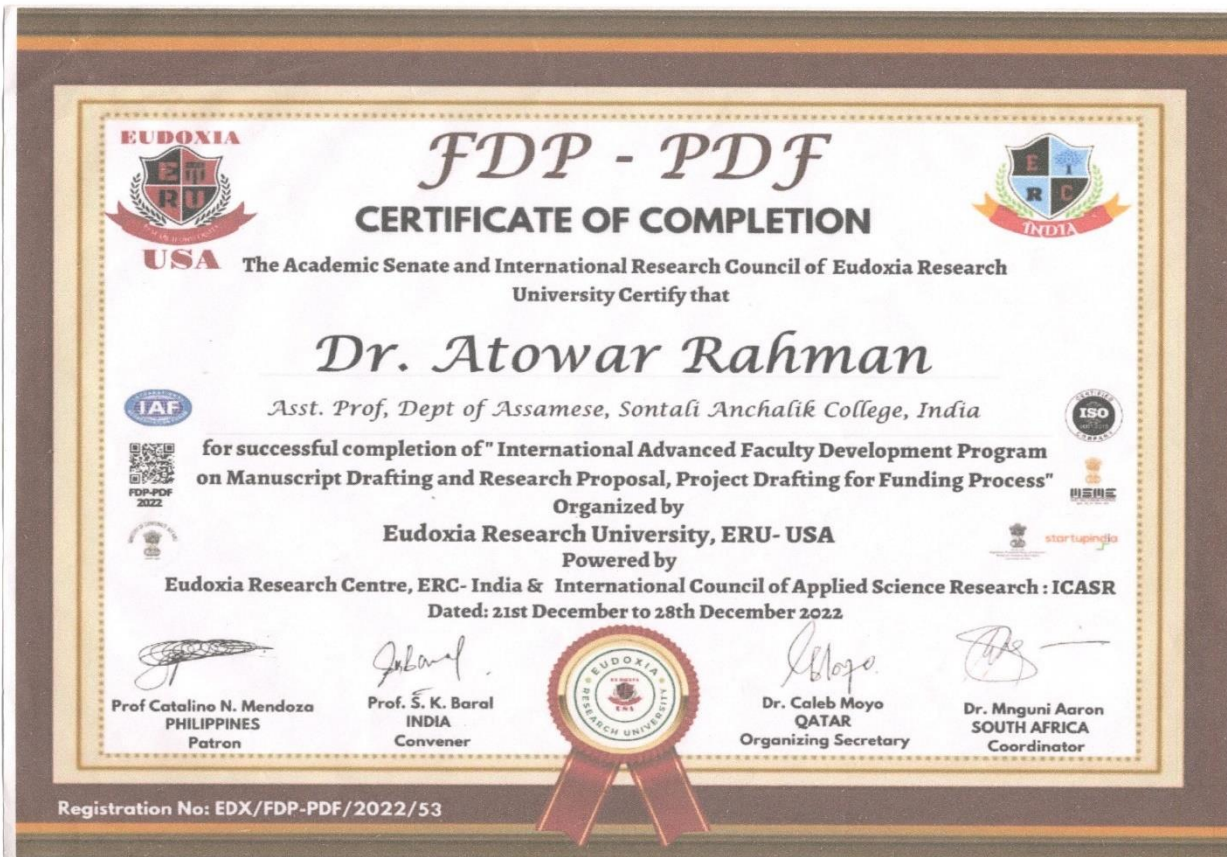 EUDOXIA
ERU
USA
FDP - PDF
CERTIFICATE OF COMPLETION
EIRC
INDIA
The Academic Senate and International Research Council of Eudoxia Research
University Certify that
Dr. Atowar Rahman
Asst. Prof, Dept of Assamese, Sontali Anchalik College, India
IAF
CERTIFIED
ISO
COMPANY
for successful completion of " International Advanced Faculty Development Program
on Manuscript Drafting and Research Proposal, Project Drafting for Funding Process"
FDP-PDF
2022
Organized by
Eudoxia Research University, ERU- USA
startupindia
Powered by
Eudoxia Research Centre, ERC- India & International Council of Applied Science Research : ICASR
Dated: 21st December to 28th December 2022
EUDOXIA
RESEARCH UNIVERSITY
Prof Catalino N. Mendoza
PHILIPPINES
Patron
Prof. S. K. Baral
INDIA
Convener
Dr. Caleb Moyo
QATAR
Organizing Secretary
Dr. Mnguni Aaron
SOUTH AFRICA
Coordinator
Registration No: EDX/FDP-PDF/2022/53